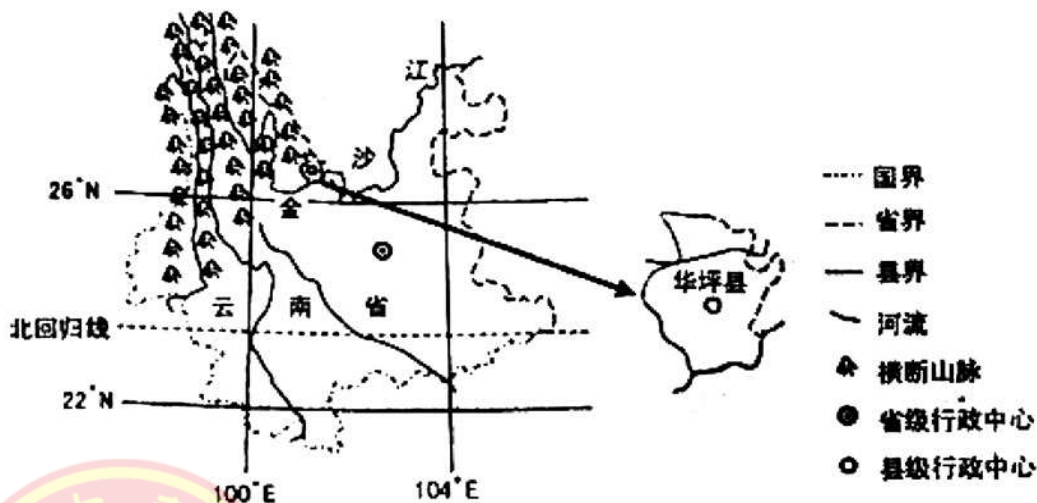 江
沙
26°N
金
云 南 省
北回归线
22°N
100°E
104°E
华坪县
国界
省界
县界
河流
横断山脉
省级行政中心
县级行政中心